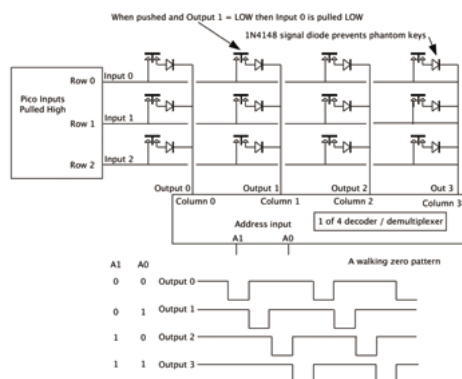 When pushed and Output 1 = LOW then Input 0 is pulled LOW
1N4148 signal diode prevents phantom keys
Pico Inputs
Pulled High
Row 0
Input 0
Row 1
Input 1
Row 2
Input 2
Output 0
Output 1
Output 2
Out 3
Column 0
Column 1
Column 2
Column 3
Address input
1 of 4 decoder / demultiplexer
A1
A0
A walking zero pattern
A1 A0
0 0 Output 0
0 1 Output 1
1 0 Output 2
1 1 Output 3